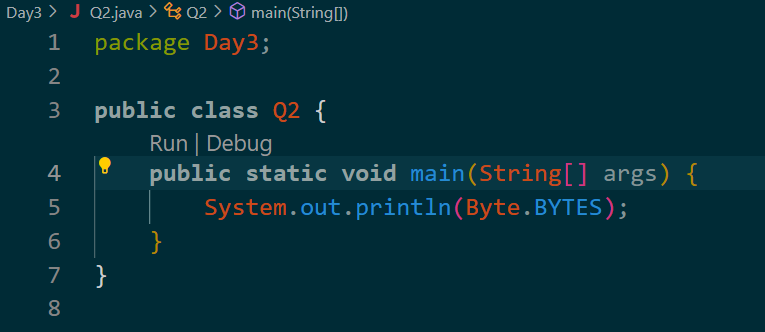 Day3 > J Q2.java > Q2 > main(String[])
1 package Day3;
2
3 public class Q2 {
Run | Debug
4 public static void main(String[] args) {
5 System.out.println(Byte.BYTES);
6 }
7 }
8